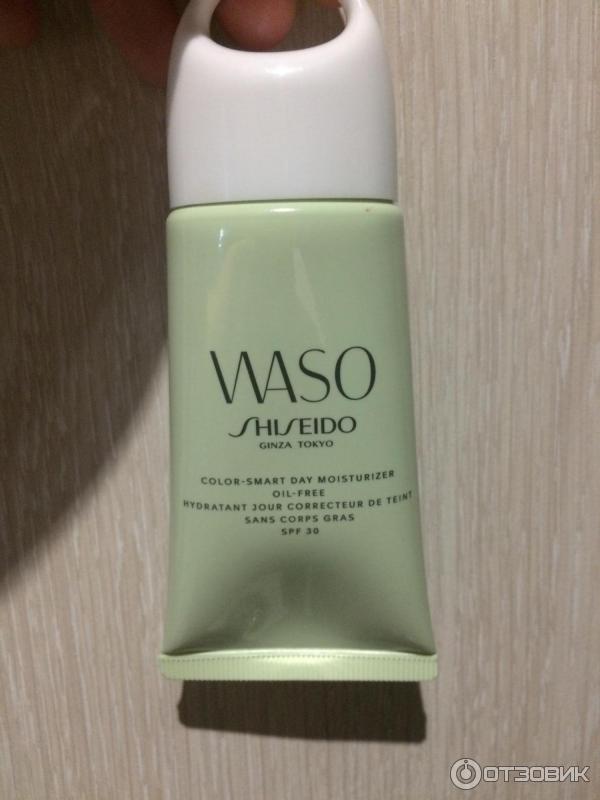 WASO
SHISEIDO
GINZA TOKYO
COLOR-SMART DAY MOISTURIZER
OIL-FREE
HYDRATANT JOUR CORRECTEUR DE TEINT
SANS CORPS GRAS
SPF 30
ОТЗОВИК